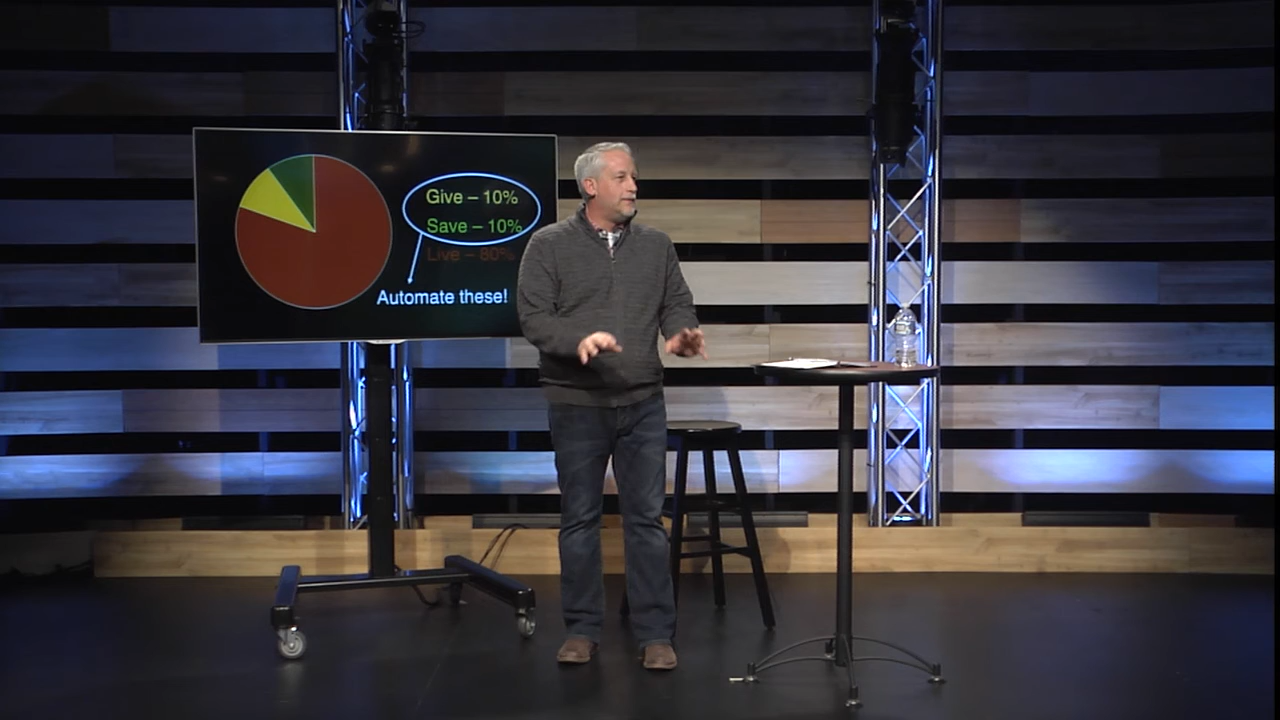 Give – 10%
Save – 10%
Live – 80%
Automate these!